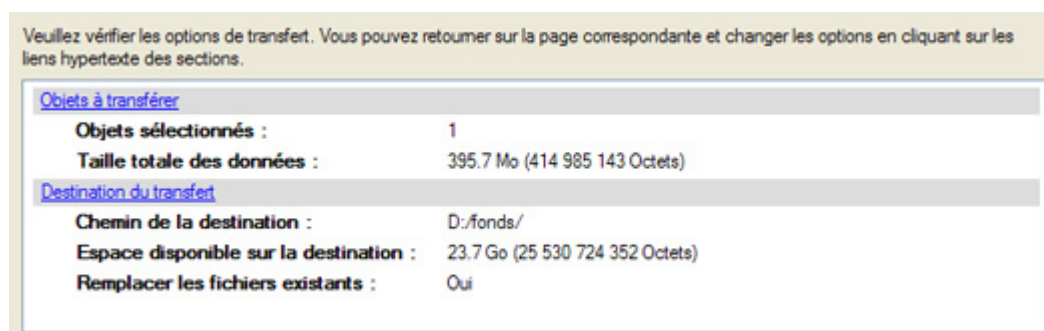 Veuillez vérifier les options de transfert. Vous pouvez retourner sur la page correspondante et changer les options en cliquant sur les
liens hypertexte des sections.
Objets à transférer
Objets sélectionnés : 1
Taille totale des données : 395.7 Mo (414 985 143 Octets)
Destination du transfert
Chemin de la destination : D:/fonds/
Espace disponible sur la destination : 23.7 Go (25 530 724 352 Octets)
Remplacer les fichiers existants : Oui